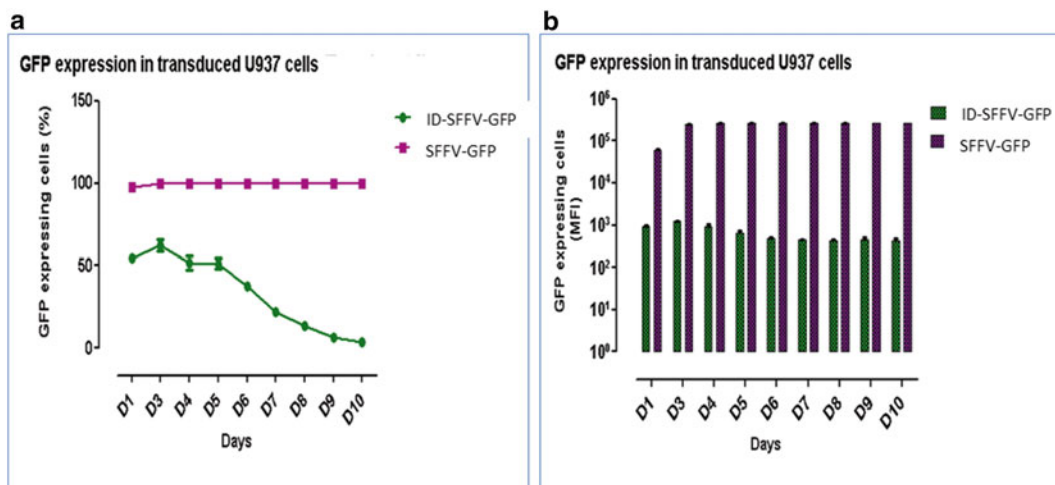 a
GFP expression in transduced U937 cells
GFP expressing cells (%)
150
100
50
0
D1 D3 D4 D5 D6 D7 D8 D9 D10
Days
ID-SFFV-GFP
SFFV-GFP
b
GFP expression in transduced U937 cells
GFP expressing cells
(MFI)
10⁶
10⁵
10⁴
10³
10²
10¹
10⁰
D1 D3 D4 D5 D6 D7 D8 D9 D10
Days
ID-SFFV-GFP
SFFV-GFP